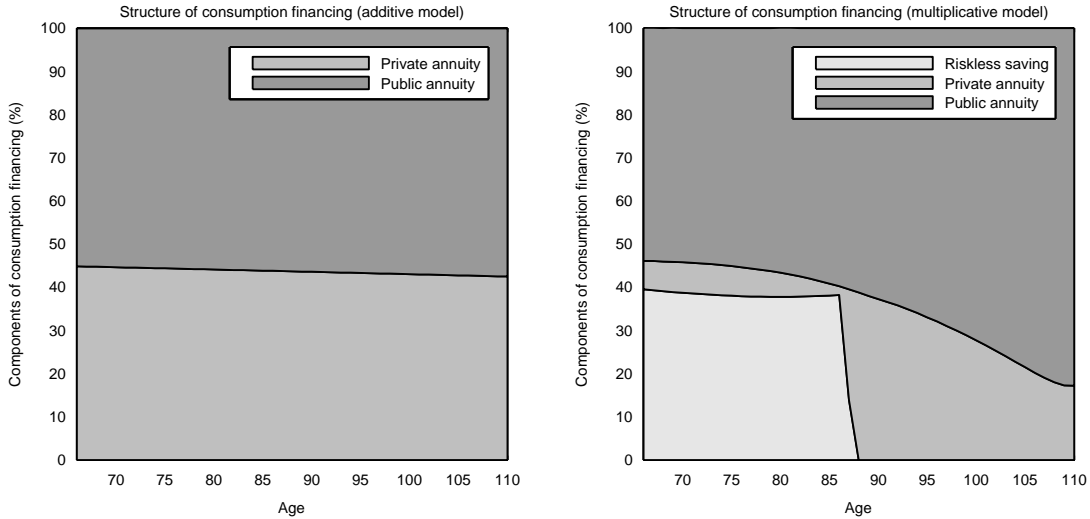 Structure of consumption financing (additive model)
Components of consumption financing (%)
100
90
80
70
60
50
40
30
20
10
0
Private annuity
Public annuity
70 75 80 85 90 95 100 105 110
Age
Structure of consumption financing (multiplicative model)
Components of consumption financing (%)
100
90
80
70
60
50
40
30
20
10
0
Riskless saving
Private annuity
Public annuity
70 75 80 85 90 95 100 105 110
Age